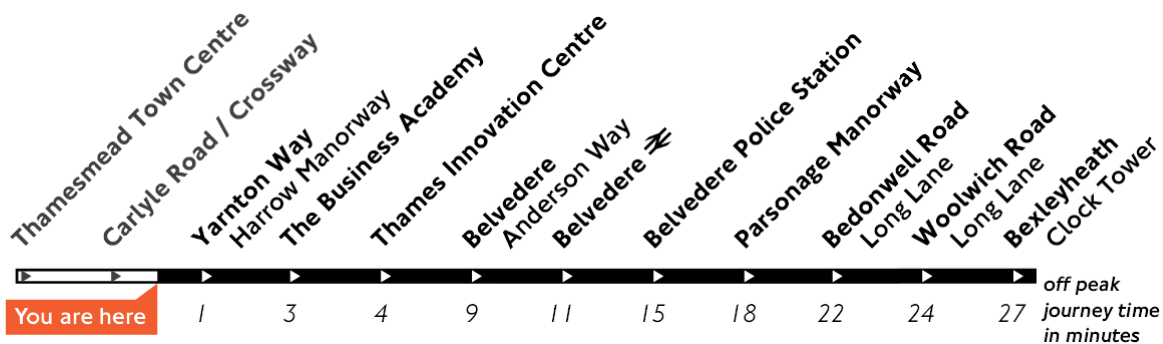 Thamesmead Town Centre
Carlyle Road / Crossway
Yarnton Way
Harrow Manorway
The Business Academy
Thames Innovation Centre
Belvedere
Anderson Way
Belvedere
Belvedere Police Station
Parsonage Manorway
Bedonwell Road
Long Lane
Woolwich Road
Long Lane
Bexleyheath
Clock Tower
You are here
1 3 4 9 11 15 18 22 24 27
off peak
journey time
in minutes